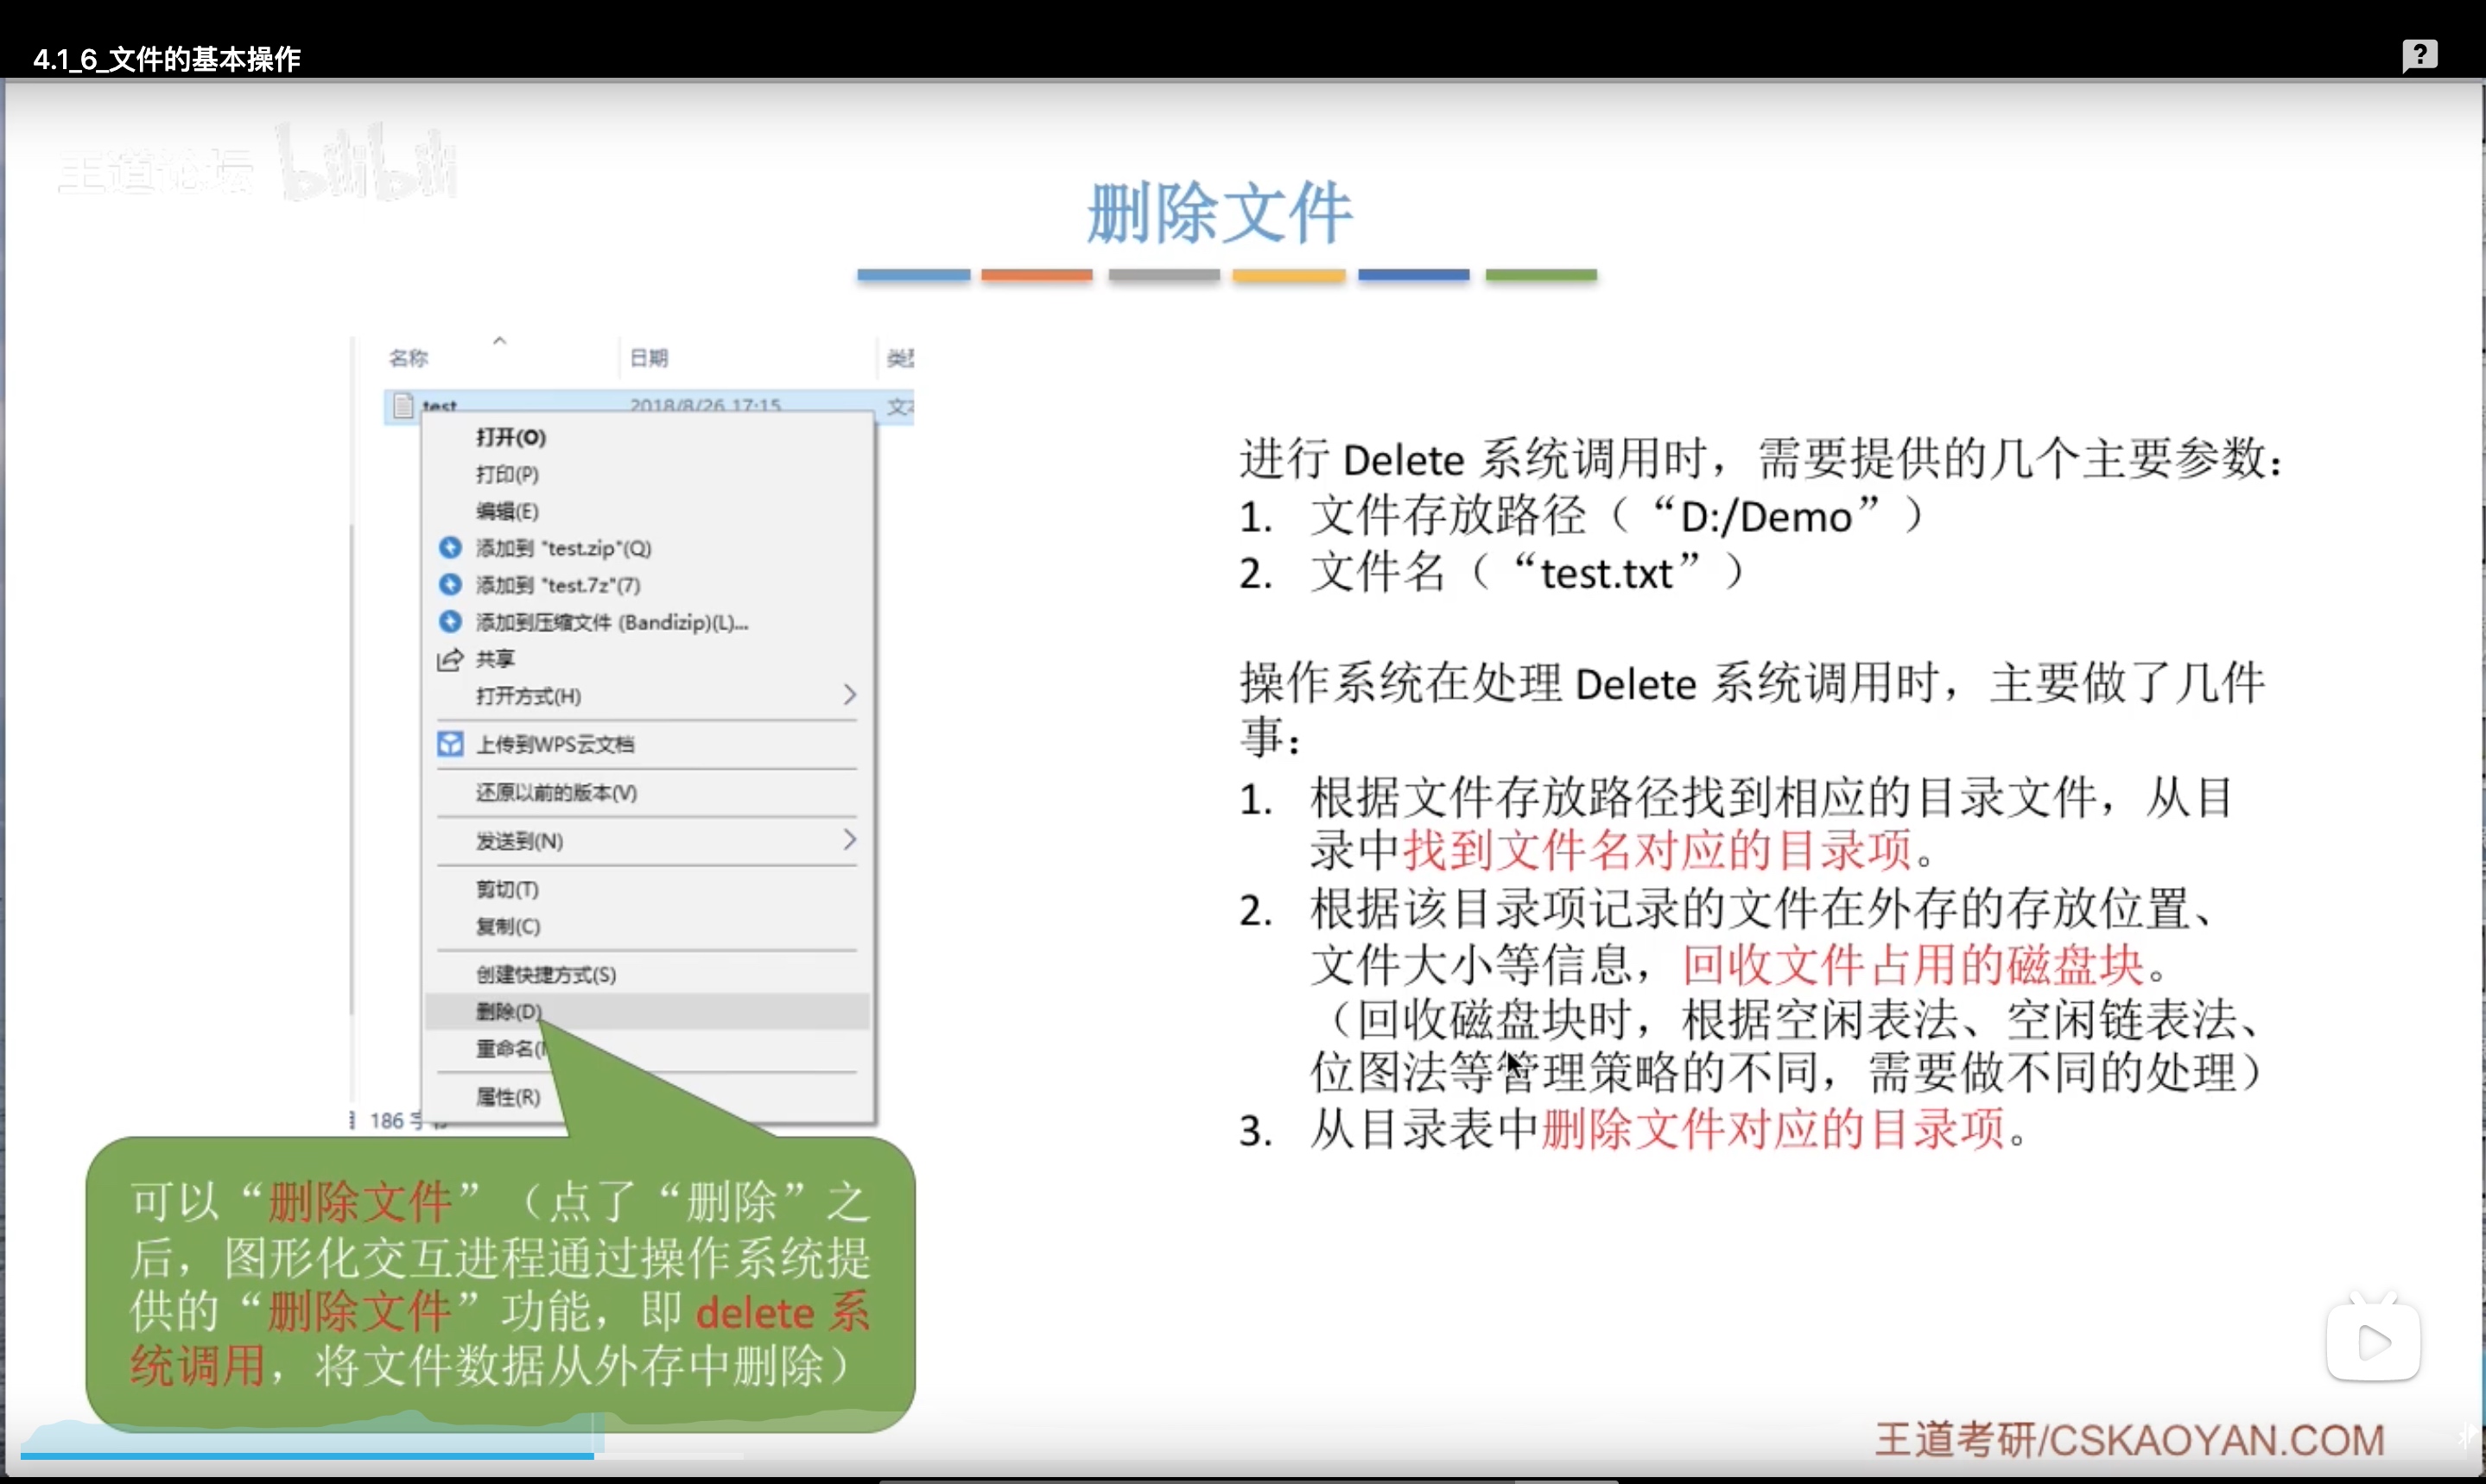 4.1_6_文件的基本操作
?
王道论坛 bilibili
删除文件
名称 日期 类型
test 2018/8/26 17:15 文本
打开(O)
打印(P)
编辑(E)
添加到 "test.zip"(Q)
添加到 "test.7z"(7)
添加到压缩文件 (Bandizip)(L)...
共享
打开方式(H)
上传到WPS云文档
还原以前的版本(V)
发送到(N)
剪切(T)
复制(C)
创建快捷方式(S)
删除(D)
重命名(
属性(R)
186 字
可以“删除文件”（点了“删除”之
后，图形化交互进程通过操作系统提
供的“删除文件”功能，即 delete 系
统调用，将文件数据从外存中删除）
进行 Delete 系统调用时，需要提供的几个主要参数：
1. 文件存放路径（“D:/Demo”）
2. 文件名（“test.txt”）
操作系统在处理 Delete 系统调用时，主要做了几件
事：
1. 根据文件存放路径找到相应的目录文件，从目
录中找到文件名对应的目录项。
2. 根据该目录项记录的文件在外存的存放位置、
文件大小等信息，回收文件占用的磁盘块。
（回收磁盘块时，根据空闲表法、空闲链表法、
位图法等管理策略的不同，需要做不同的处理）
3. 从目录表中删除文件对应的目录项。
王道考研/CSKAOYAN.COM